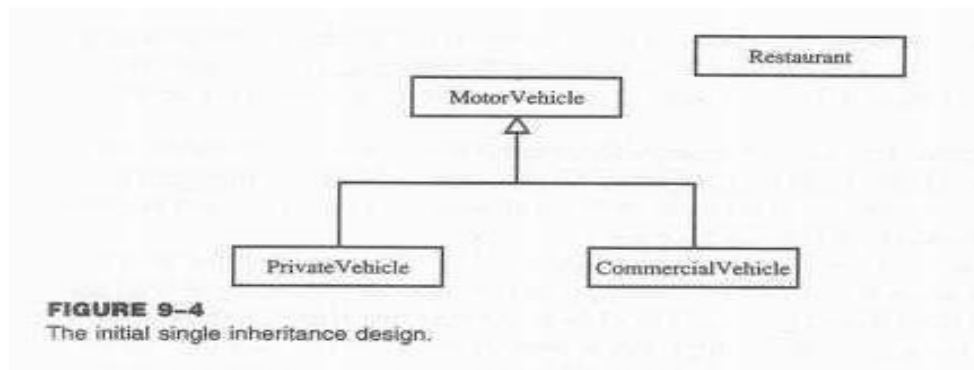 Restaurant
MotorVehicle
PrivateVehicle
CommercialVehicle
FIGURE 9–4
The initial single inheritance design.